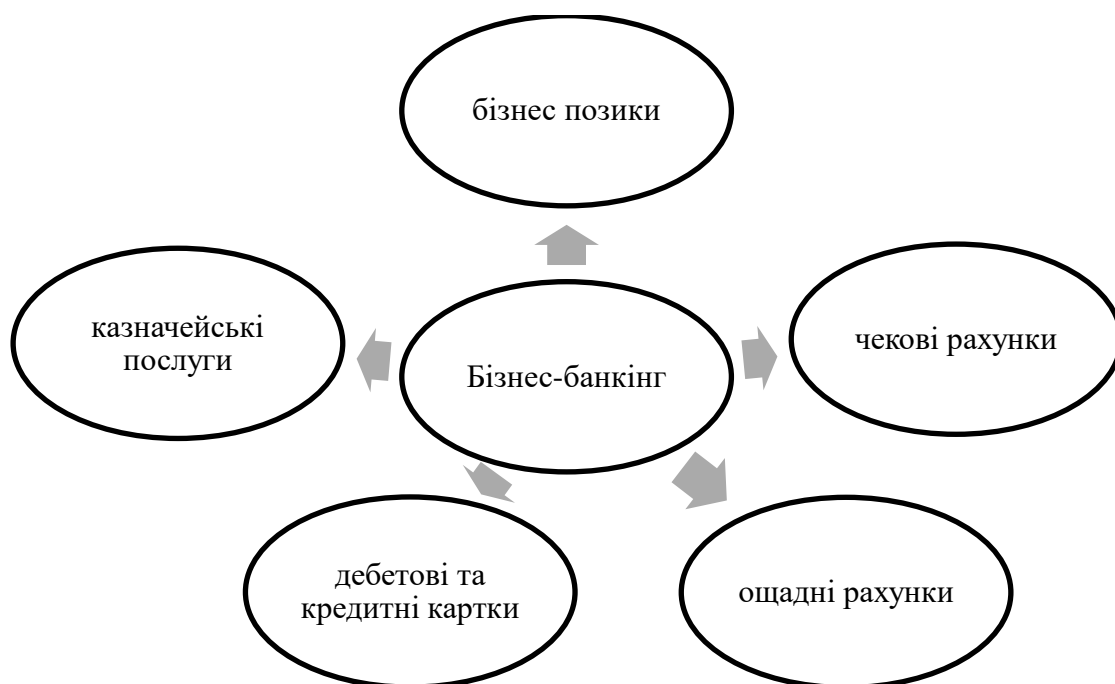 бізнес позики
казначейські
послуги
Бізнес-банкінг
чекові рахунки
дебетові та
кредитні картки
ощадні рахунки